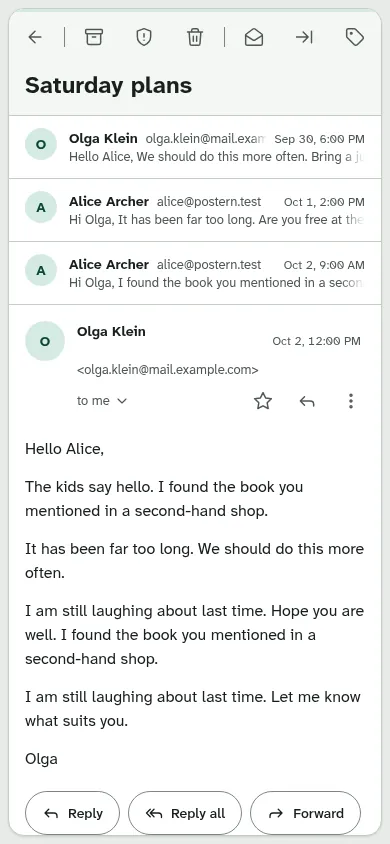 Saturday plans
O Olga Klein olga.klein@mail.exam Sep 30, 6:00 PM
Hello Alice, We should do this more often. Bring a
A Alice Archer alice@postern.test Oct 1, 2:00 PM
Hi Olga, It has been far too long. Are you free at the
A Alice Archer alice@postern.test Oct 2, 9:00 AM
Hi Olga, I found the book you mentioned in a secon
O Olga Klein
Oct 2, 12:00 PM
<olga.klein@mail.example.com>
to me
Hello Alice,
The kids say hello. I found the book you
mentioned in a second-hand shop.
It has been far too long. We should do this more
often.
I am still laughing about last time. Hope you are
well. I found the book you mentioned in a
second-hand shop.
I am still laughing about last time. Let me know
what suits you.
Olga
Reply Reply all Forward